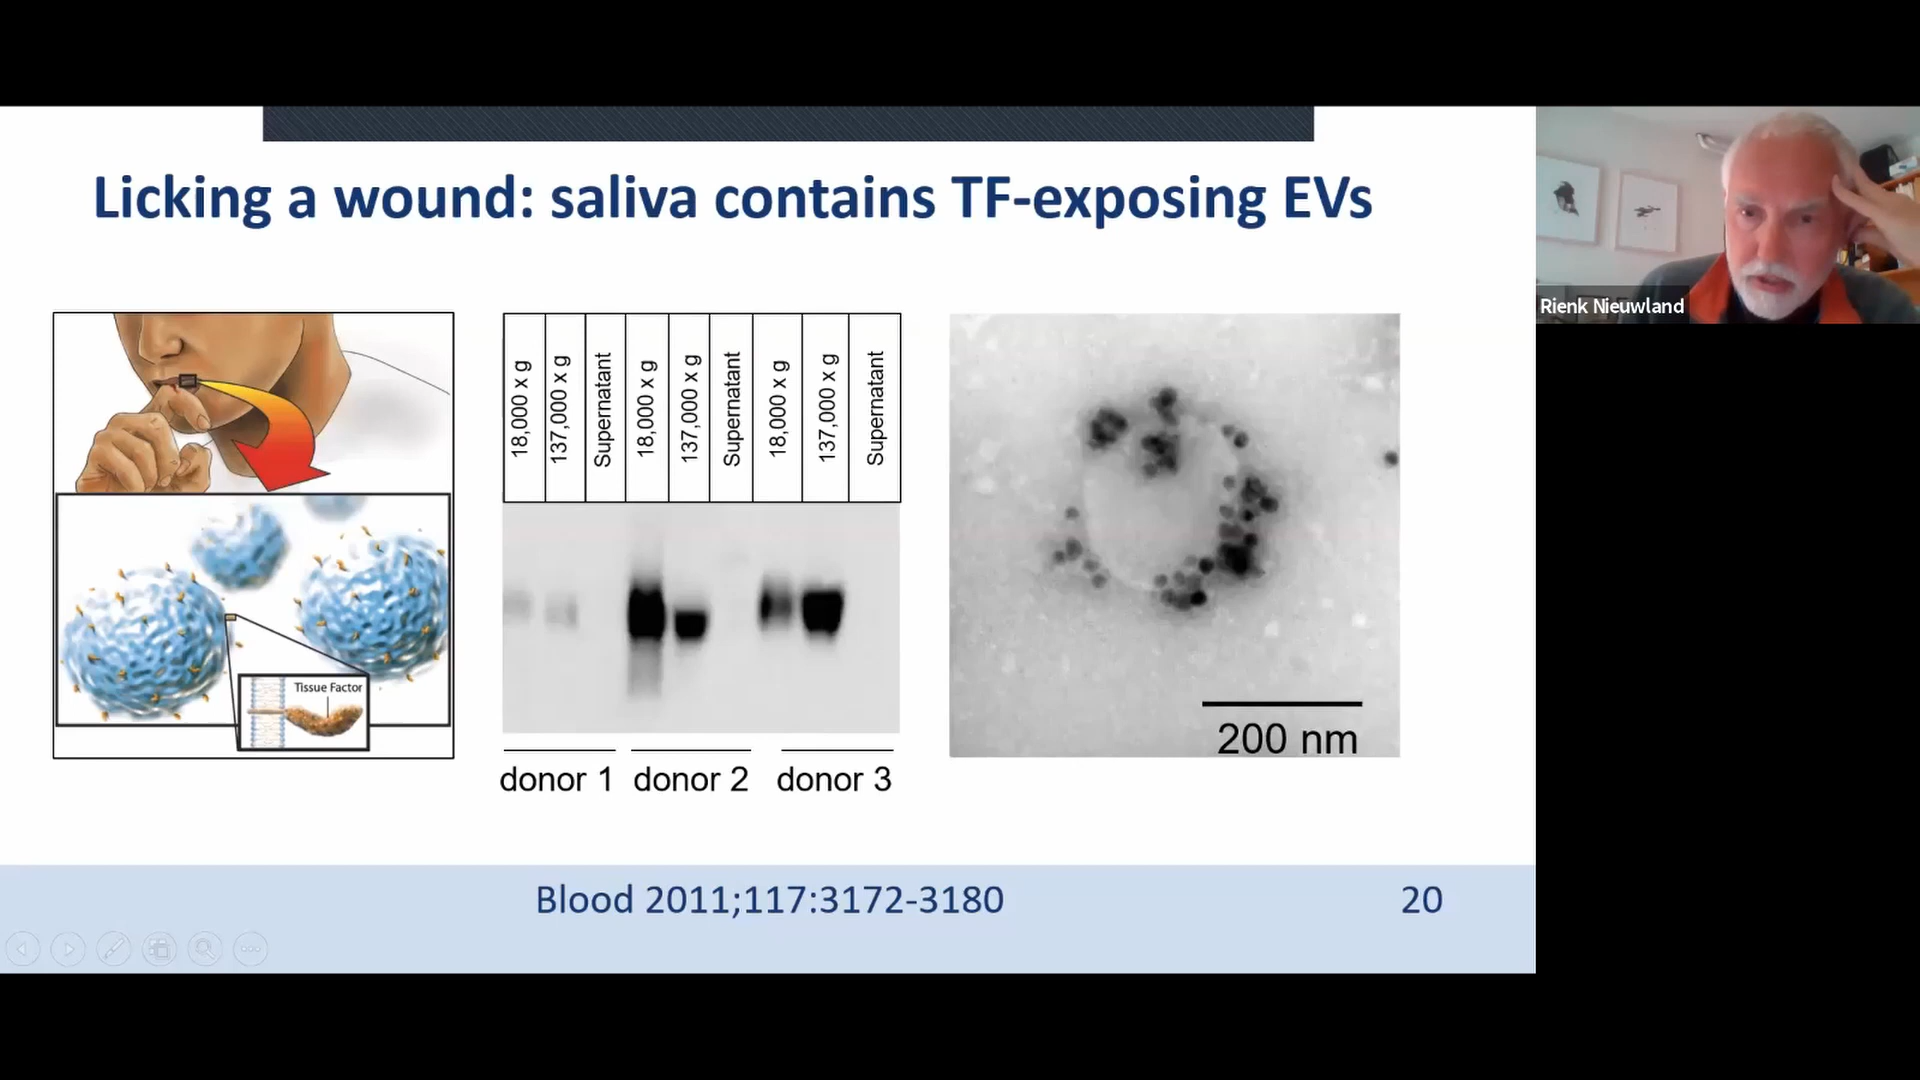 Licking a wound: saliva contains TF-exposing EVs
Rienk Nieuwland
Tissue Factor
18,000 x g
137,000 x g
Supernatant
18,000 x g
137,000 x g
Supernatant
18,000 x g
137,000 x g
Supernatant
donor 1
donor 2
donor 3
200 nm
Blood 2011;117:3172-3180
20